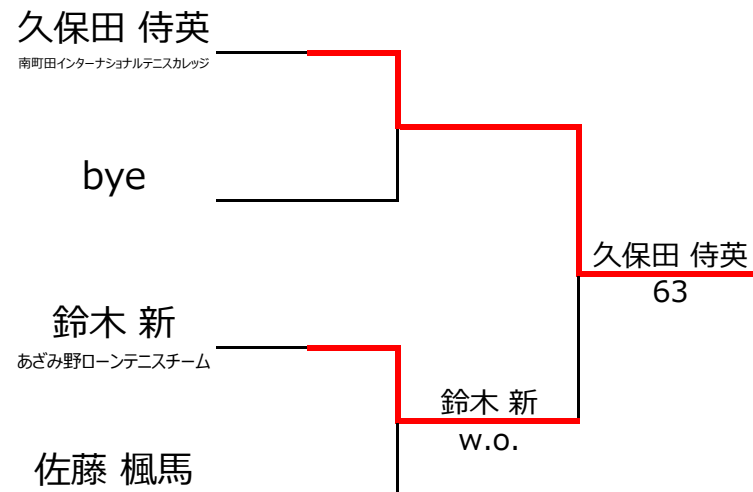 久保田 侍英
南町田インターナショナルテニスカレッジ
bye
久保田 侍英
63
鈴木 新
あざみ野ローンテニスチーム
鈴木 新
w.o.
佐藤 楓馬